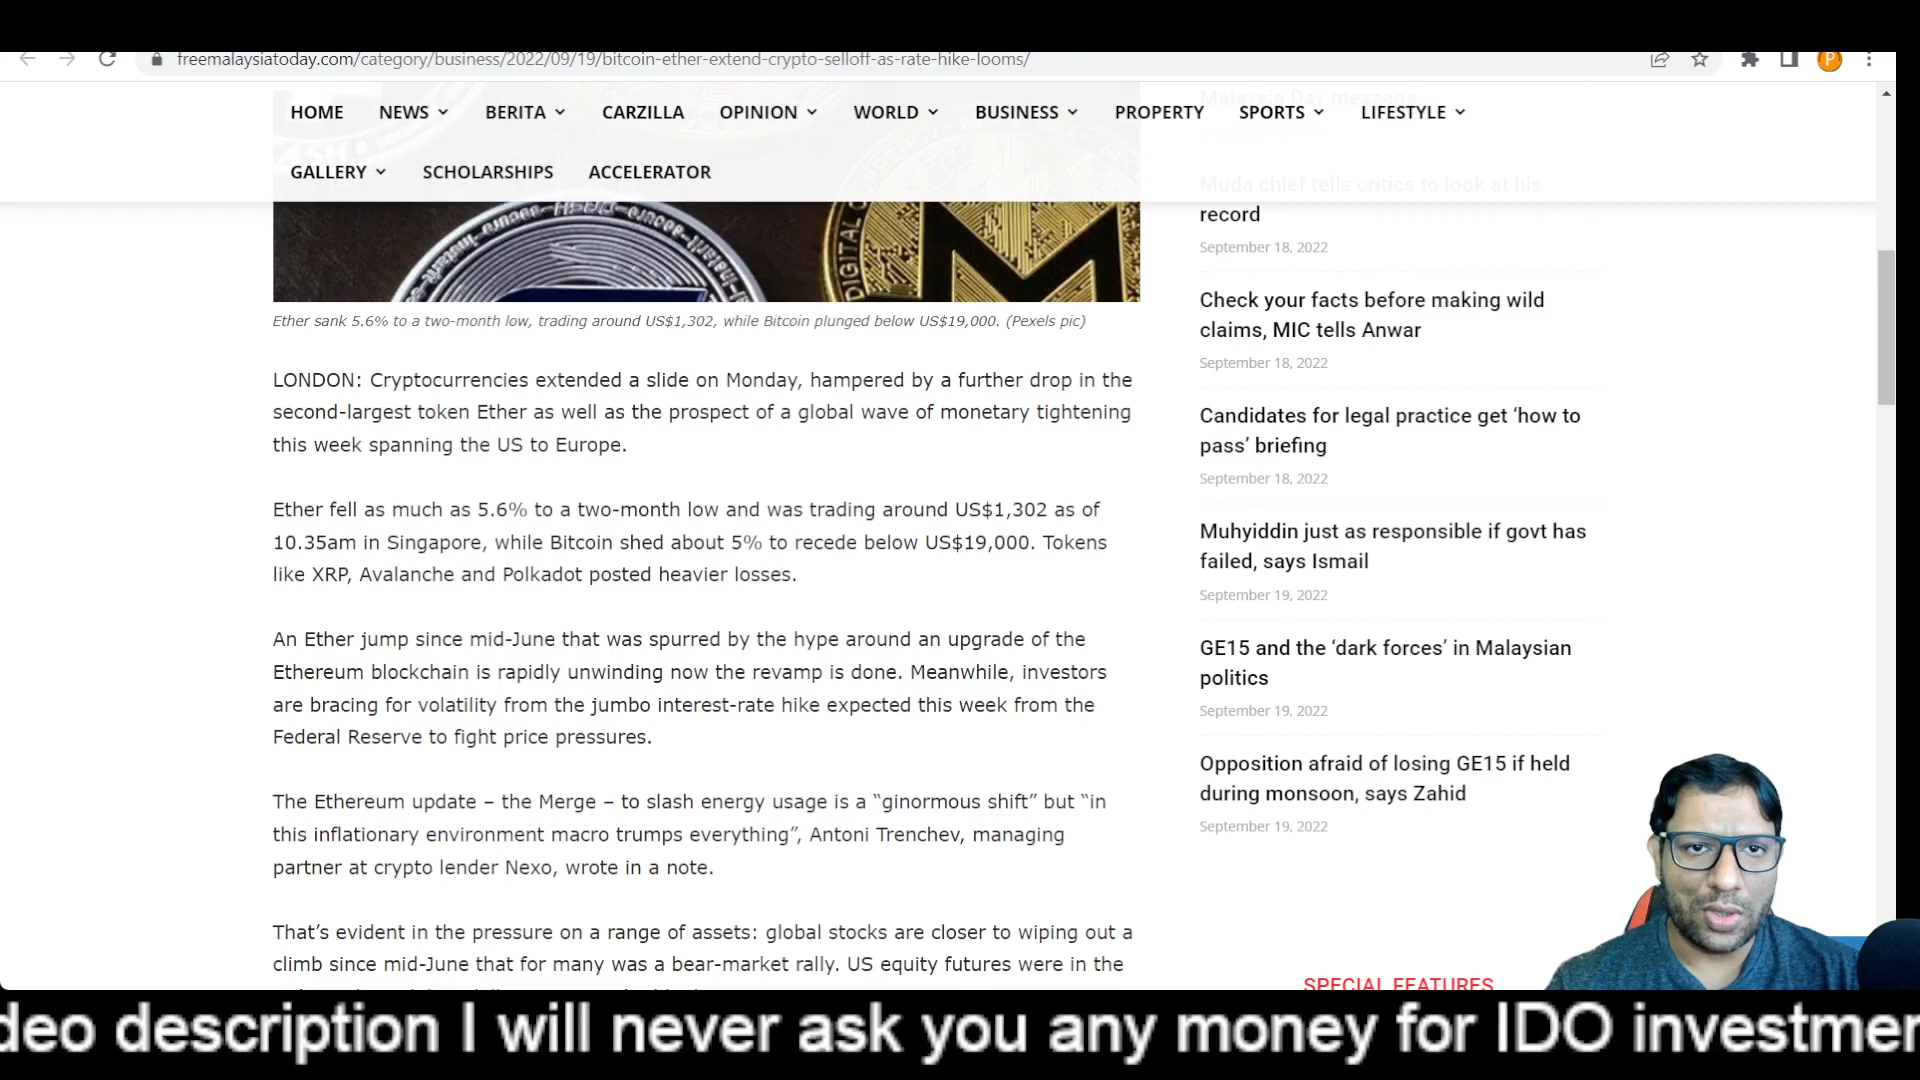 freemalaysiatoday.com/category/business/2022/09/19/bitcoin-ether-extend-crypto-selloff-as-rate-hike-looms/
P
HOME NEWS BERITA CARZILLA OPINION WORLD BUSINESS PROPERTY SPORTS LIFESTYLE
GALLERY SCHOLARSHIPS ACCELERATOR
DIGITAL
Ether sank 5.6% to a two-month low, trading around US$1,302, while Bitcoin plunged below US$19,000. (Pexels pic)
LONDON: Cryptocurrencies extended a slide on Monday, hampered by a further drop in the
second-largest token Ether as well as the prospect of a global wave of monetary tightening
this week spanning the US to Europe.
Ether fell as much as 5.6% to a two-month low and was trading around US$1,302 as of
10.35am in Singapore, while Bitcoin shed about 5% to recede below US$19,000. Tokens
like XRP, Avalanche and Polkadot posted heavier losses.
An Ether jump since mid-June that was spurred by the hype around an upgrade of the
Ethereum blockchain is rapidly unwinding now the revamp is done. Meanwhile, investors
are bracing for volatility from the jumbo interest-rate hike expected this week from the
Federal Reserve to fight price pressures.
The Ethereum update – the Merge – to slash energy usage is a “ginormous shift” but “in
this inflationary environment macro trumps everything”, Antoni Trenchev, managing
partner at crypto lender Nexo, wrote in a note.
That’s evident in the pressure on a range of assets: global stocks are closer to wiping out a
climb since mid-June that for many was a bear-market rally. US equity futures were in the
Malaysia Day message
Muda chief tells critics to look at his
record
September 18, 2022
Check your facts before making wild
claims, MIC tells Anwar
September 18, 2022
Candidates for legal practice get ‘how to
pass’ briefing
September 18, 2022
Muhyiddin just as responsible if govt has
failed, says Ismail
September 19, 2022
GE15 and the ‘dark forces’ in Malaysian
politics
September 19, 2022
Opposition afraid of losing GE15 if held
during monsoon, says Zahid
September 19, 2022
SPECIAL FEATURES
deo description I will never ask you any money for IDO investmen